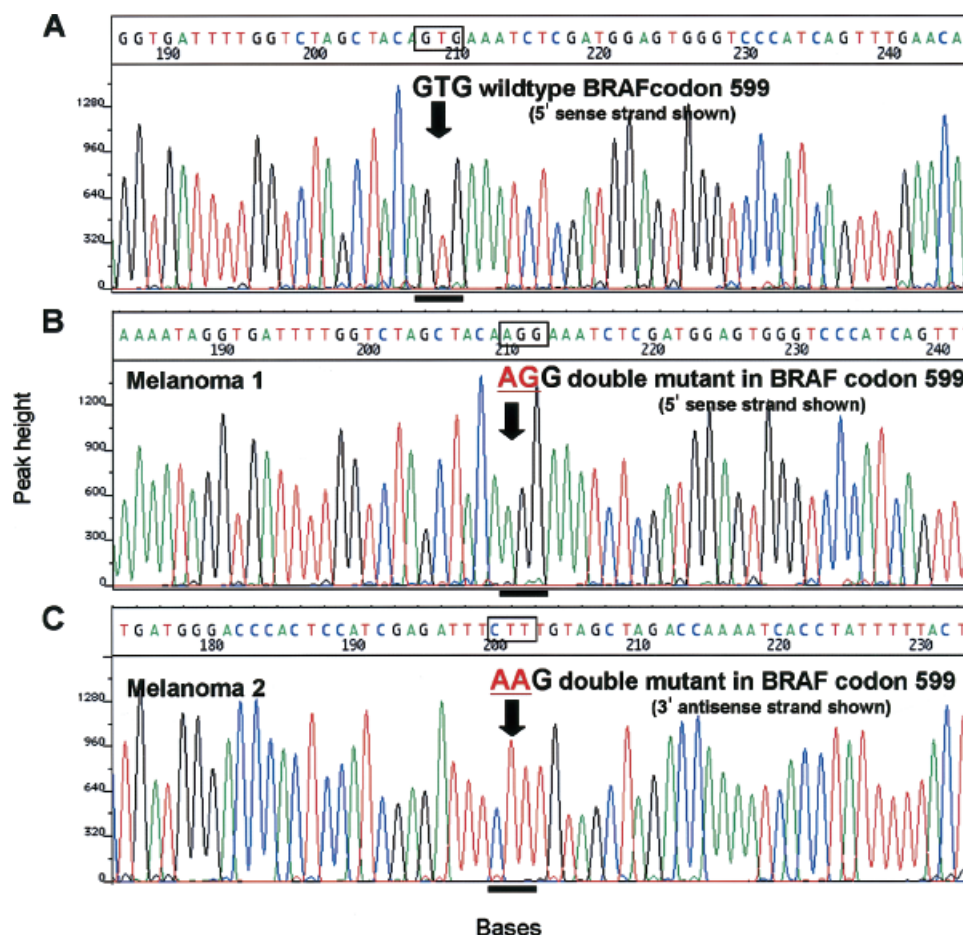 A
GGTGATTTTGGTCTAGCTACAGTGAAATCTCGATGGAGTGGGTCCCATCAGTTTGAACA
190 200 210 220 230 240
GTG wildtype BRAFcodon 599
(5' sense strand shown)
1280
960
640
320
0
B
AAAATAGGTGATTTTGGTCTAGCTACAAGGAAATCTCGATGGAGTGGGTCCCATCAGTTT
190 200 210 220 230 240
Melanoma 1
AGG double mutant in BRAF codon 599
(5' sense strand shown)
1200
900
600
300
0
Peak height
C
TGATGGGACCCACTCCATCGAGATTTCTTTGTAGCTAGACCAAAATCACCTATTTTTACT
180 190 200 210 220 230
Melanoma 2
AAG double mutant in BRAF codon 599
(3' antisense strand shown)
1280
960
640
320
0
Bases